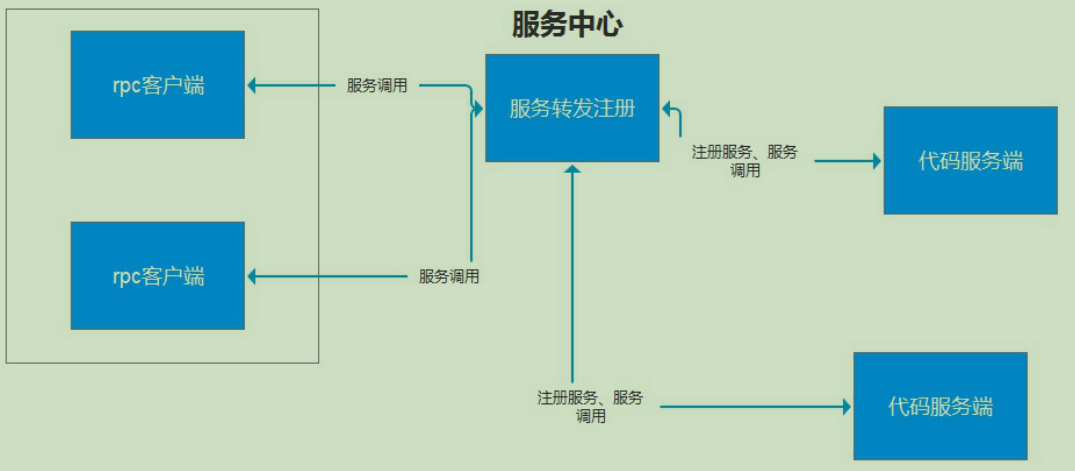 服务中心
rpc客户端
服务调用
服务转发注册
注册服务、服务
调用
代码服务端
rpc客户端
服务调用
注册服务、服务
调用
代码服务端